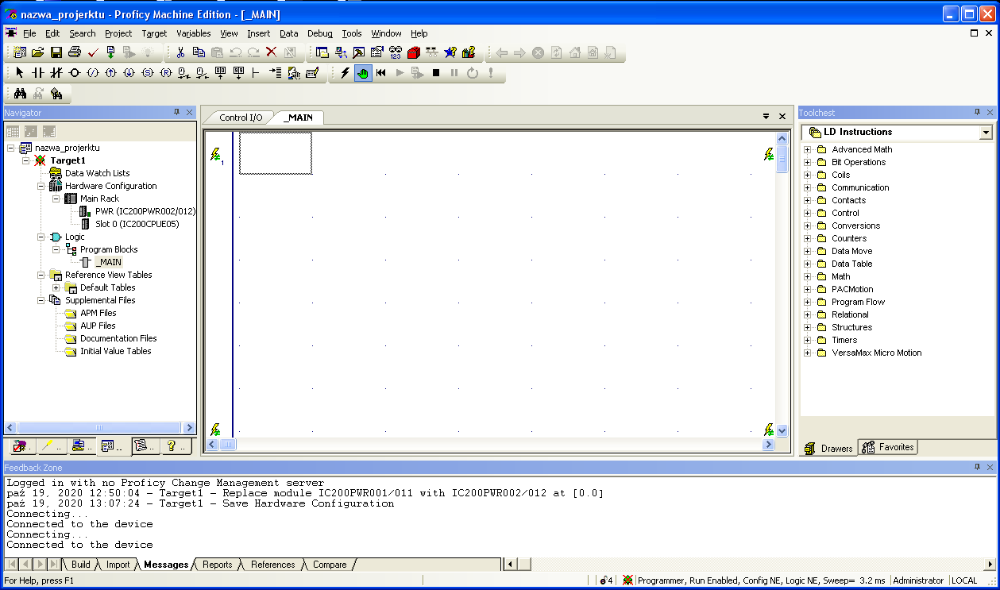 nazwa_projerktu - Proficy Machine Edition - [_MAIN]
File Edit Search Project Target Variables View Insert Data Debug Tools Window Help
Navigator
nazwa_projerktu
Target1
Data Watch Lists
Hardware Configuration
Main Rack
PWR (IC200PWR002/012)
Slot 0 (IC200CPUE05)
Logic
Program Blocks
_MAIN
Reference View Tables
Default Tables
Supplemental Files
APM Files
AUP Files
Documentation Files
Initial Value Tables
Control I/O _MAIN
1
Toolchest
LD Instructions
Advanced Math
Bit Operations
Coils
Communication
Contacts
Control
Conversions
Counters
Data Move
Data Table
Math
PACMotion
Program Flow
Relational
Structures
Timers
VersaMax Micro Motion
Drawers Favorites
Feedback Zone
Logged in with no Proficy Change Management server
paź 19, 2020 12:50:04 - Target1 - Replace module IC200PWR001/011 with IC200PWR002/012 at [0.0]
paź 19, 2020 13:07:24 - Target1 - Save Hardware Configuration
Connecting...
Connected to the device
Connecting...
Connected to the device
Build Import Messages Reports References Compare
For Help, press F1 4 Programmer, Run Enabled, Config NE, Logic NE, Sweep= 3.2 ms Administrator LOCAL